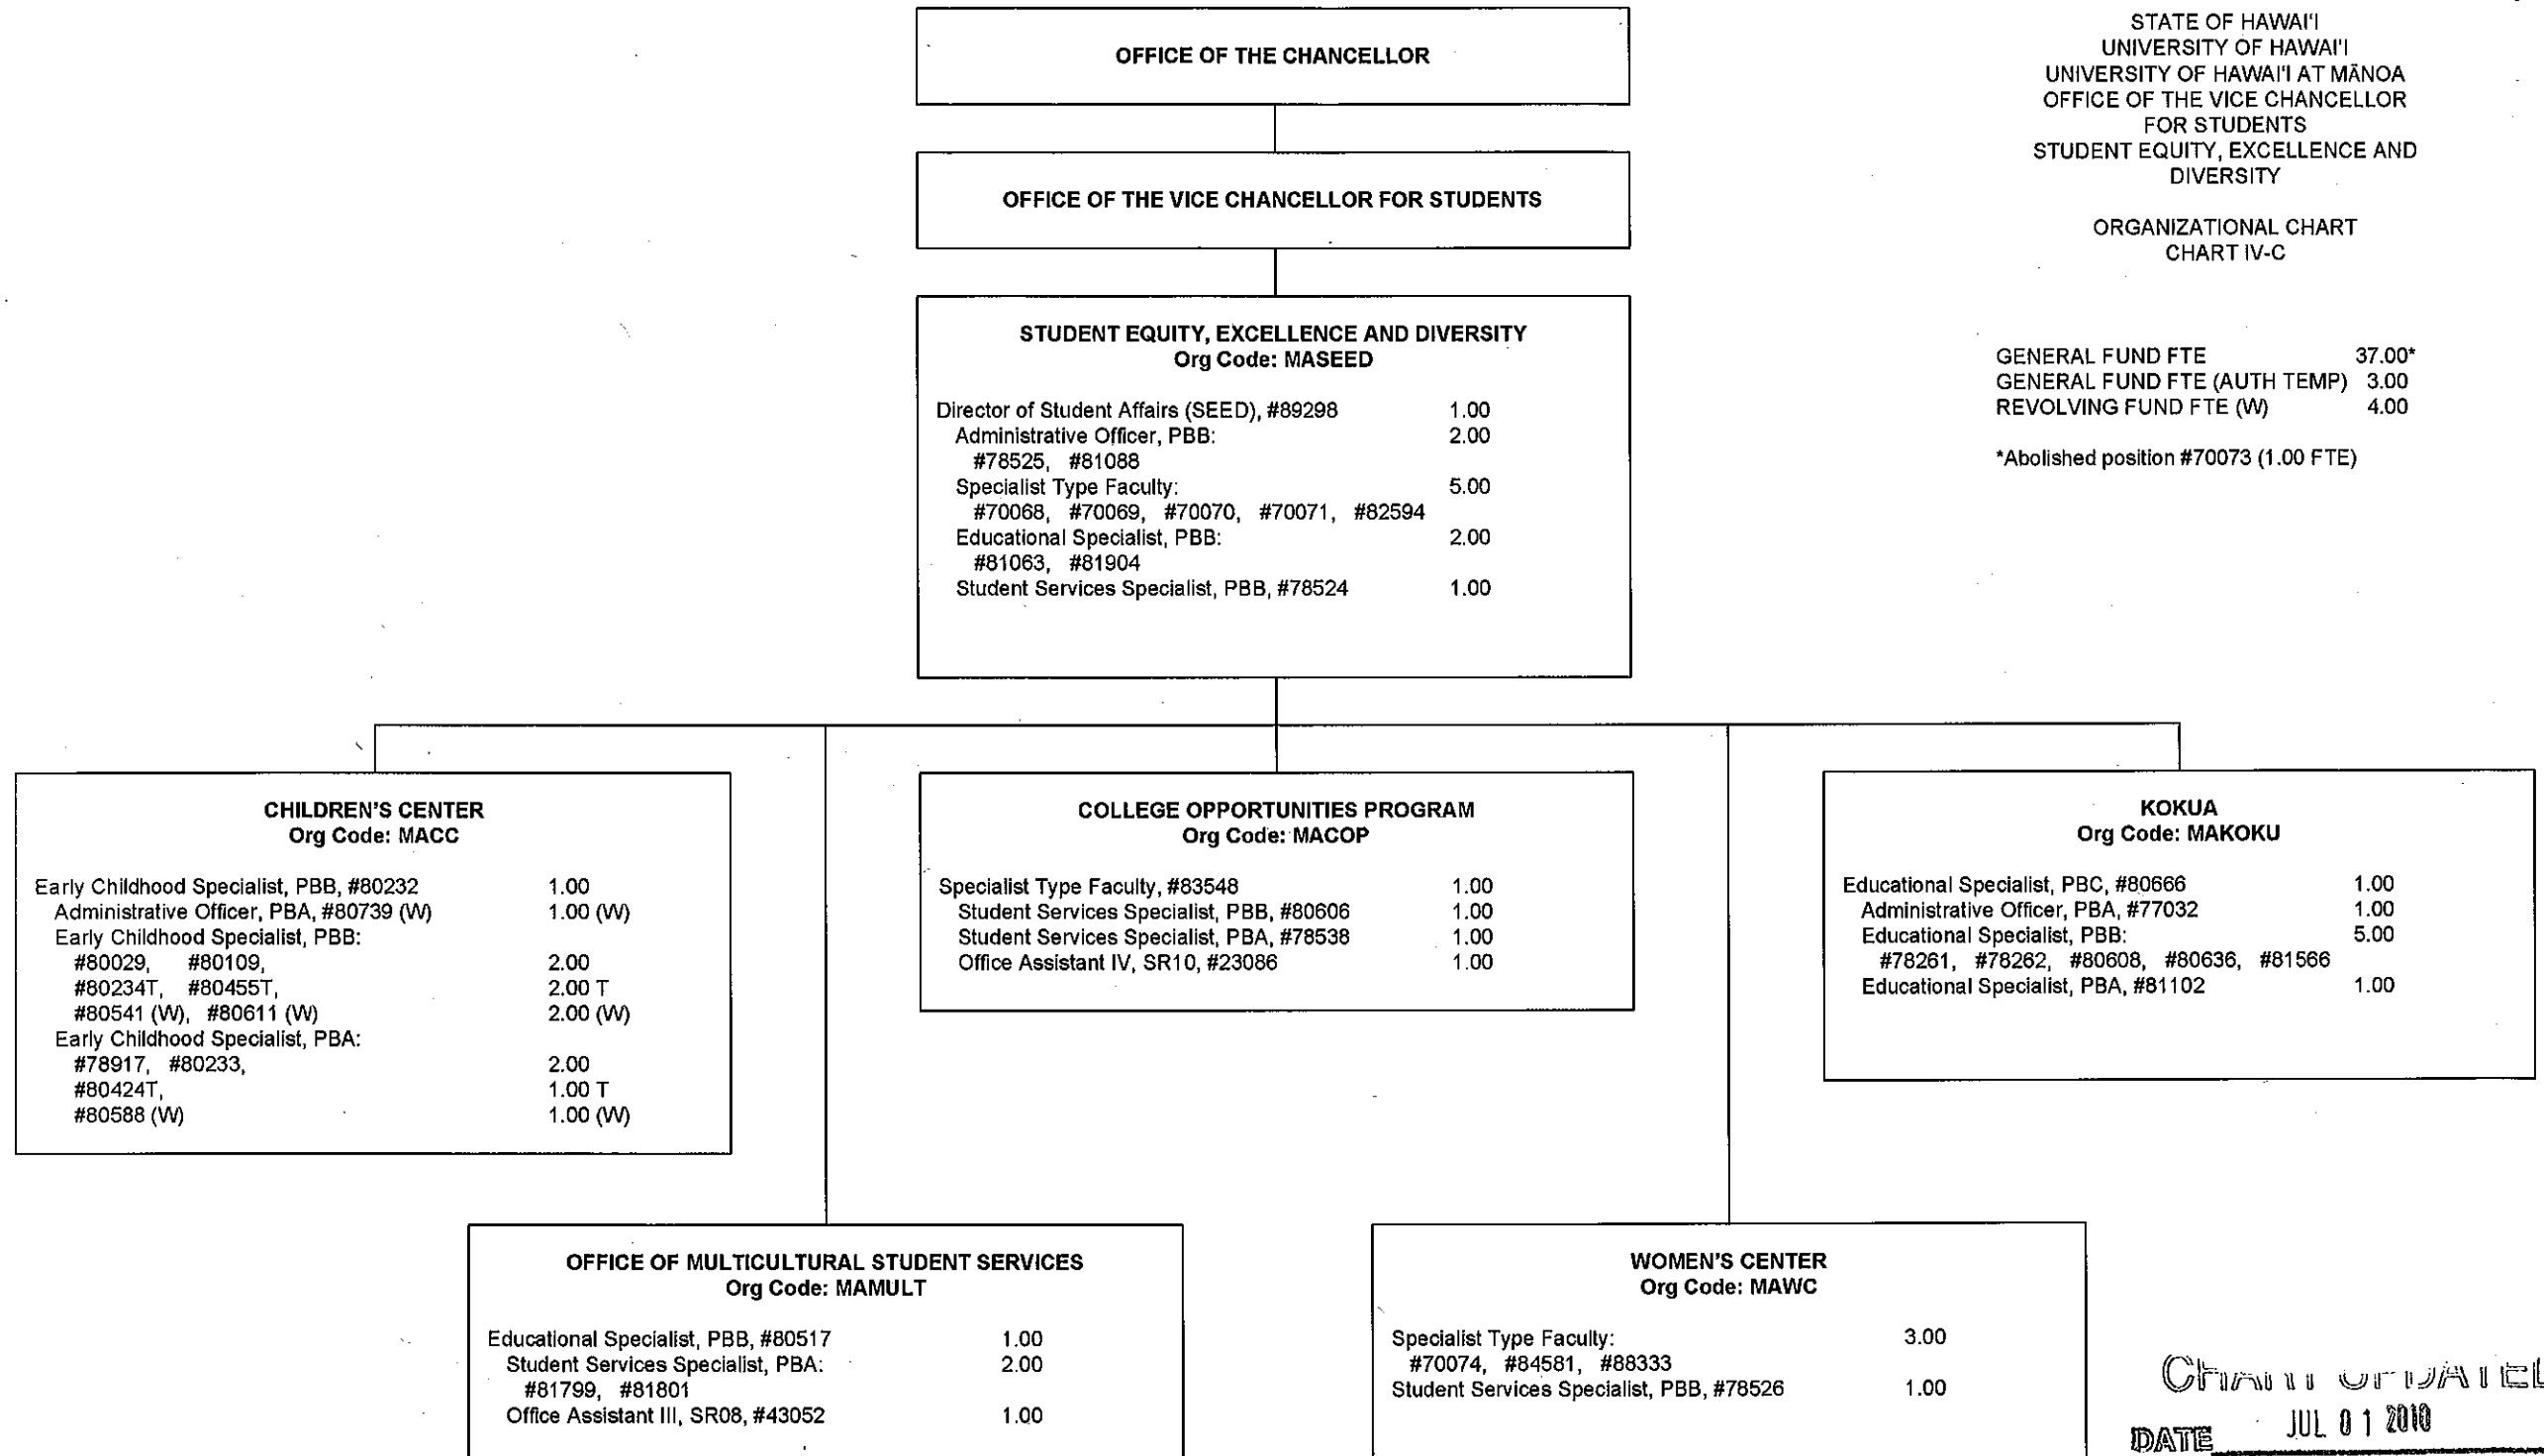 OFFICE OF THE CHANCELLOR
OFFICE OF THE VICE CHANCELLOR FOR STUDENTS
STATE OF HAWAI'I
UNIVERSITY OF HAWAI'I
UNIVERSITY OF HAWAI'I AT MĀNOA
OFFICE OF THE VICE CHANCELLOR
FOR STUDENTS
STUDENT EQUITY, EXCELLENCE AND
DIVERSITY
ORGANIZATIONAL CHART
CHART IV-C
GENERAL FUND FTE 37.00*
GENERAL FUND FTE (AUTH TEMP) 3.00
REVOLVING FUND FTE (W) 4.00
*Abolished position #70073 (1.00 FTE)
STUDENT EQUITY, EXCELLENCE AND DIVERSITY
Org Code: MASEED
Director of Student Affairs (SEED), #89298 1.00
Administrative Officer, PBB: 2.00
#78525, #81088
Specialist Type Faculty: 5.00
#70068, #70069, #70070, #70071, #82594
Educational Specialist, PBB: 2.00
#81063, #81904
Student Services Specialist, PBB, #78524 1.00
CHILDREN'S CENTER
Org Code: MACC
Early Childhood Specialist, PBB, #80232 1.00
Administrative Officer, PBA, #80739 (W) 1.00 (W)
Early Childhood Specialist, PBB:
#80029, #80109, 2.00
#80234T, #80455T, 2.00 T
#80541 (W), #80611 (W) 2.00 (W)
Early Childhood Specialist, PBA:
#78917, #80233, 2.00
#80424T, 1.00 T
#80588 (W) 1.00 (W)
COLLEGE OPPORTUNITIES PROGRAM
Org Code: MACOP
Specialist Type Faculty, #83548 1.00
Student Services Specialist, PBB, #80606 1.00
Student Services Specialist, PBA, #78538 1.00
Office Assistant IV, SR10, #23086 1.00
KOKUA
Org Code: MAKOKU
Educational Specialist, PBC, #80666 1.00
Administrative Officer, PBA, #77032 1.00
Educational Specialist, PBB: 5.00
#78261, #78262, #80608, #80636, #81566
Educational Specialist, PBA, #81102 1.00
OFFICE OF MULTICULTURAL STUDENT SERVICES
Org Code: MAMULT
Educational Specialist, PBB, #80517 1.00
Student Services Specialist, PBA: 2.00
#81799, #81801
Office Assistant III, SR08, #43052 1.00
WOMEN'S CENTER
Org Code: MAWC
Specialist Type Faculty: 3.00
#70074, #84581, #88333
Student Services Specialist, PBB, #78526 1.00
DATE JUL 01 2010